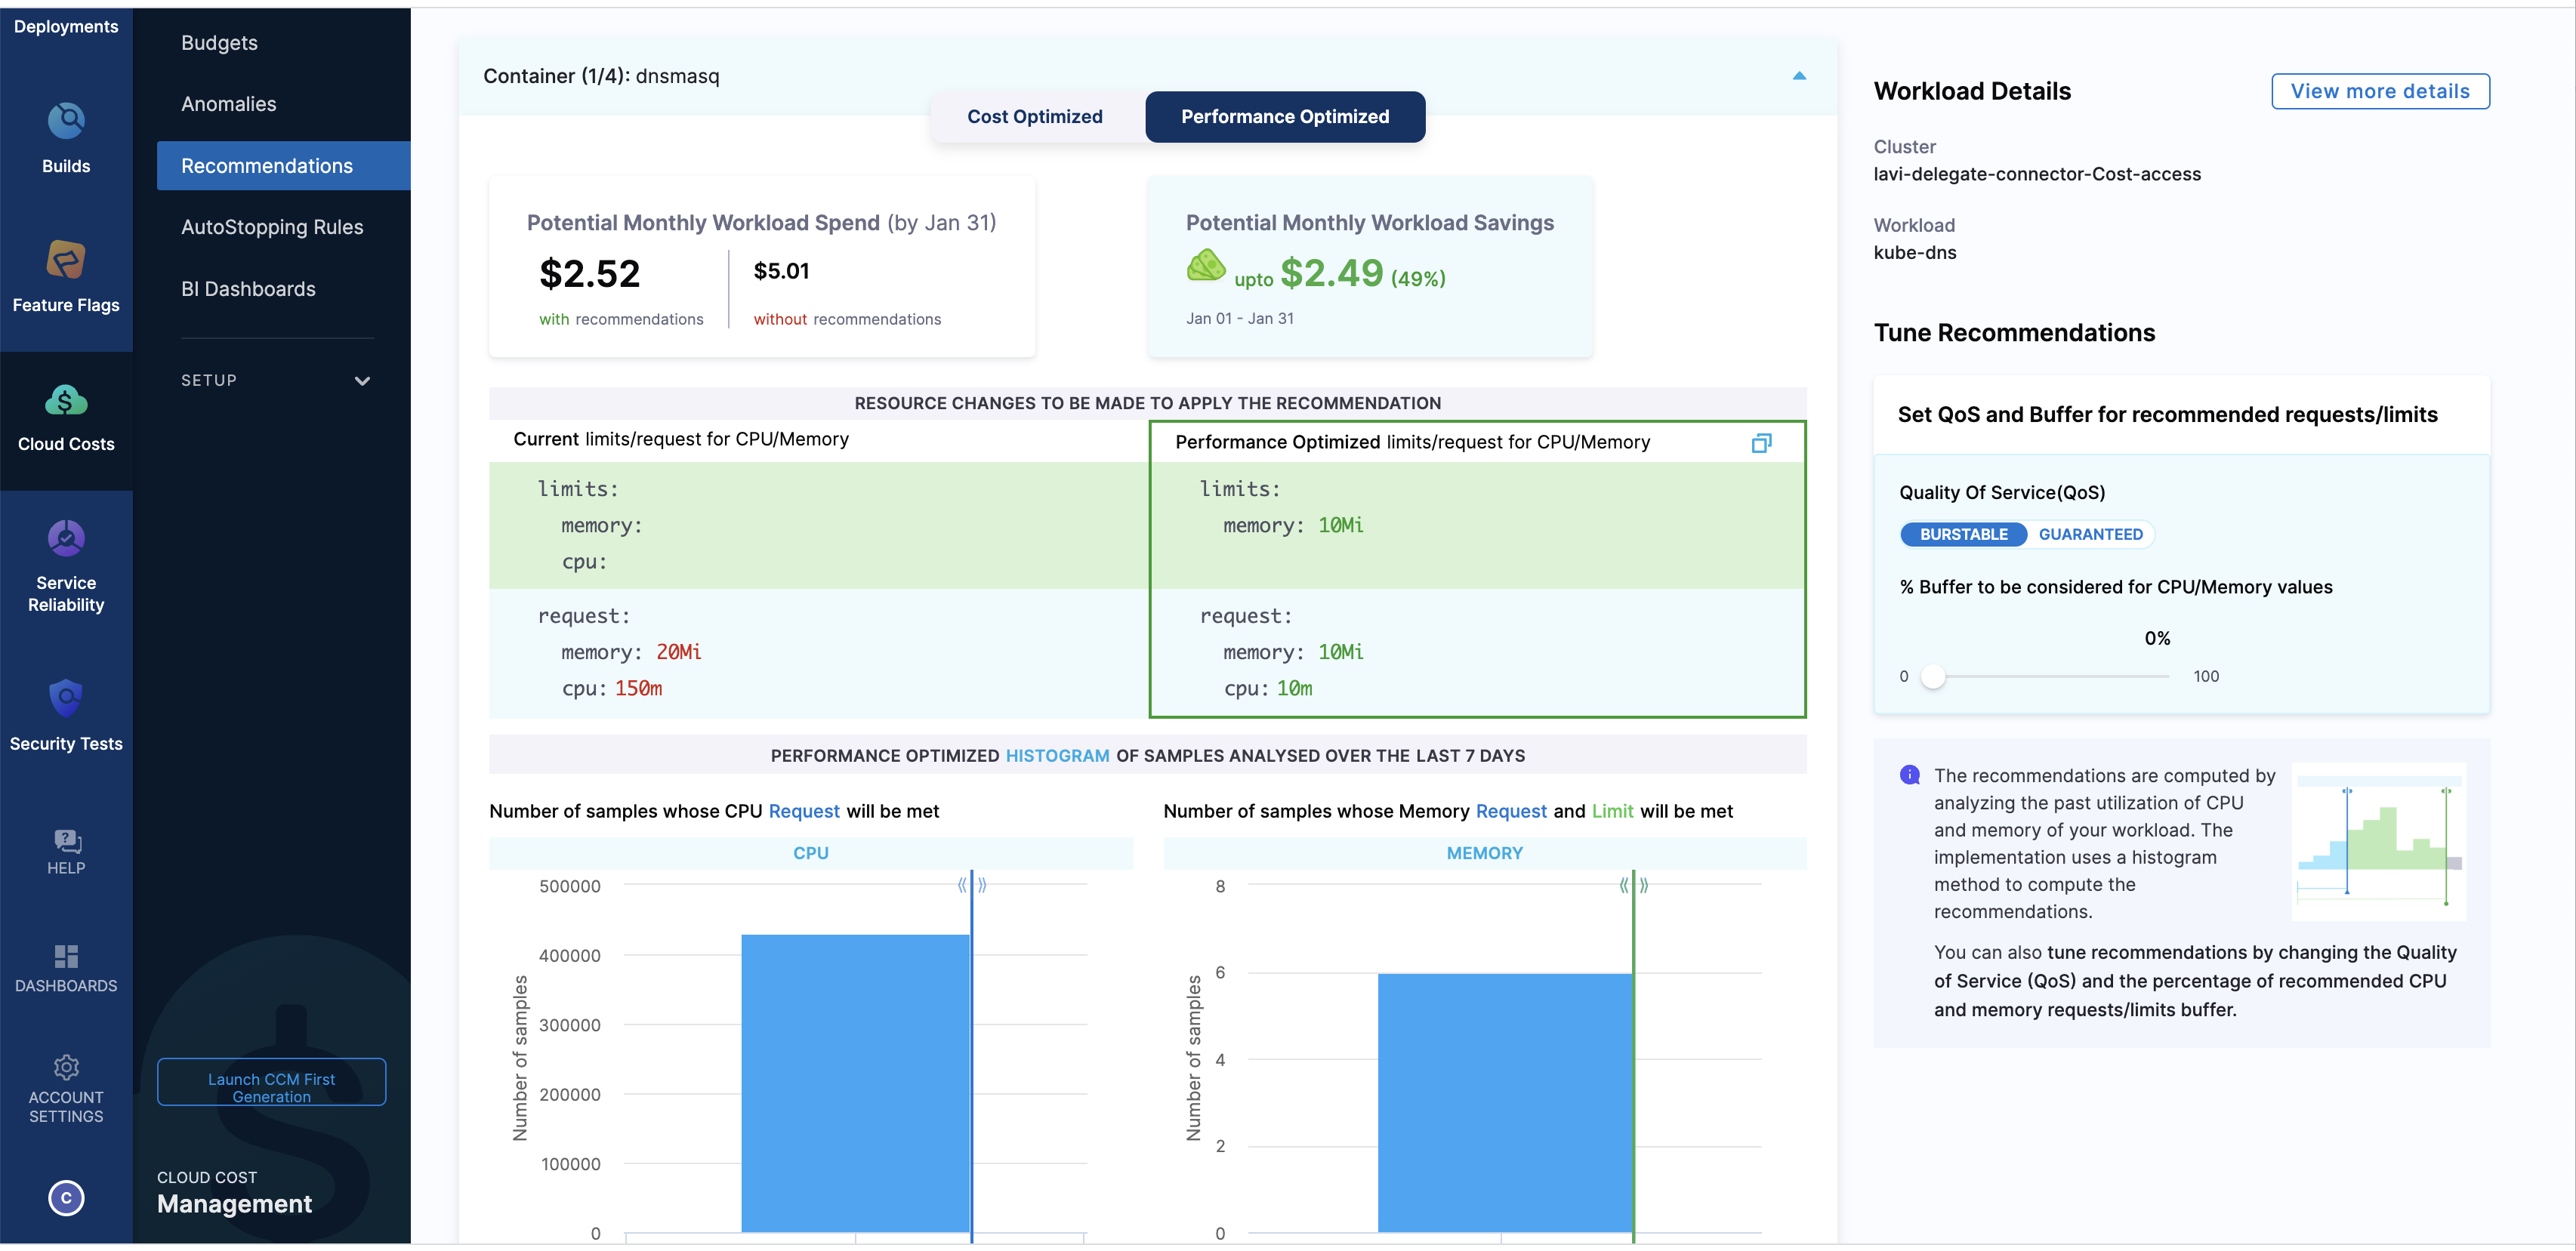 Deployments
Builds
Feature Flags
Cloud Costs
Service
Reliability
Security Tests
HELP
DASHBOARDS
ACCOUNT
SETTINGS
C
Budgets
Anomalies
Recommendations
AutoStopping Rules
BI Dashboards
SETUP
Launch CCM First
Generation
CLOUD COST
Management
Container (1/4): dnsmasq
Cost Optimized
Performance Optimized
Potential Monthly Workload Spend (by Jan 31)
$2.52
with recommendations
$5.01
without recommendations
Potential Monthly Workload Savings
upto $2.49 (49%)
Jan 01 - Jan 31
RESOURCE CHANGES TO BE MADE TO APPLY THE RECOMMENDATION
Current limits/request for CPU/Memory
limits:
memory:
cpu:
request:
memory: 20Mi
cpu: 150m
Performance Optimized limits/request for CPU/Memory
limits:
memory: 10Mi
request:
memory: 10Mi
cpu: 10m
PERFORMANCE OPTIMIZED HISTOGRAM OF SAMPLES ANALYSED OVER THE LAST 7 DAYS
Number of samples whose CPU Request will be met
CPU
Number of samples
500000
400000
300000
200000
100000
0
Number of samples whose Memory Request and Limit will be met
MEMORY
Number of samples
8
6
4
2
0
Workload Details
View more details
Cluster
lavi-delegate-connector-Cost-access
Workload
kube-dns
Tune Recommendations
Set QoS and Buffer for recommended requests/limits
Quality Of Service(QoS)
BURSTABLE GUARANTEED
% Buffer to be considered for CPU/Memory values
0%
0
100
The recommendations are computed by
analyzing the past utilization of CPU
and memory of your workload. The
implementation uses a histogram
method to compute the
recommendations.
You can also tune recommendations by changing the Quality
of Service (QoS) and the percentage of recommended CPU
and memory requests/limits buffer.